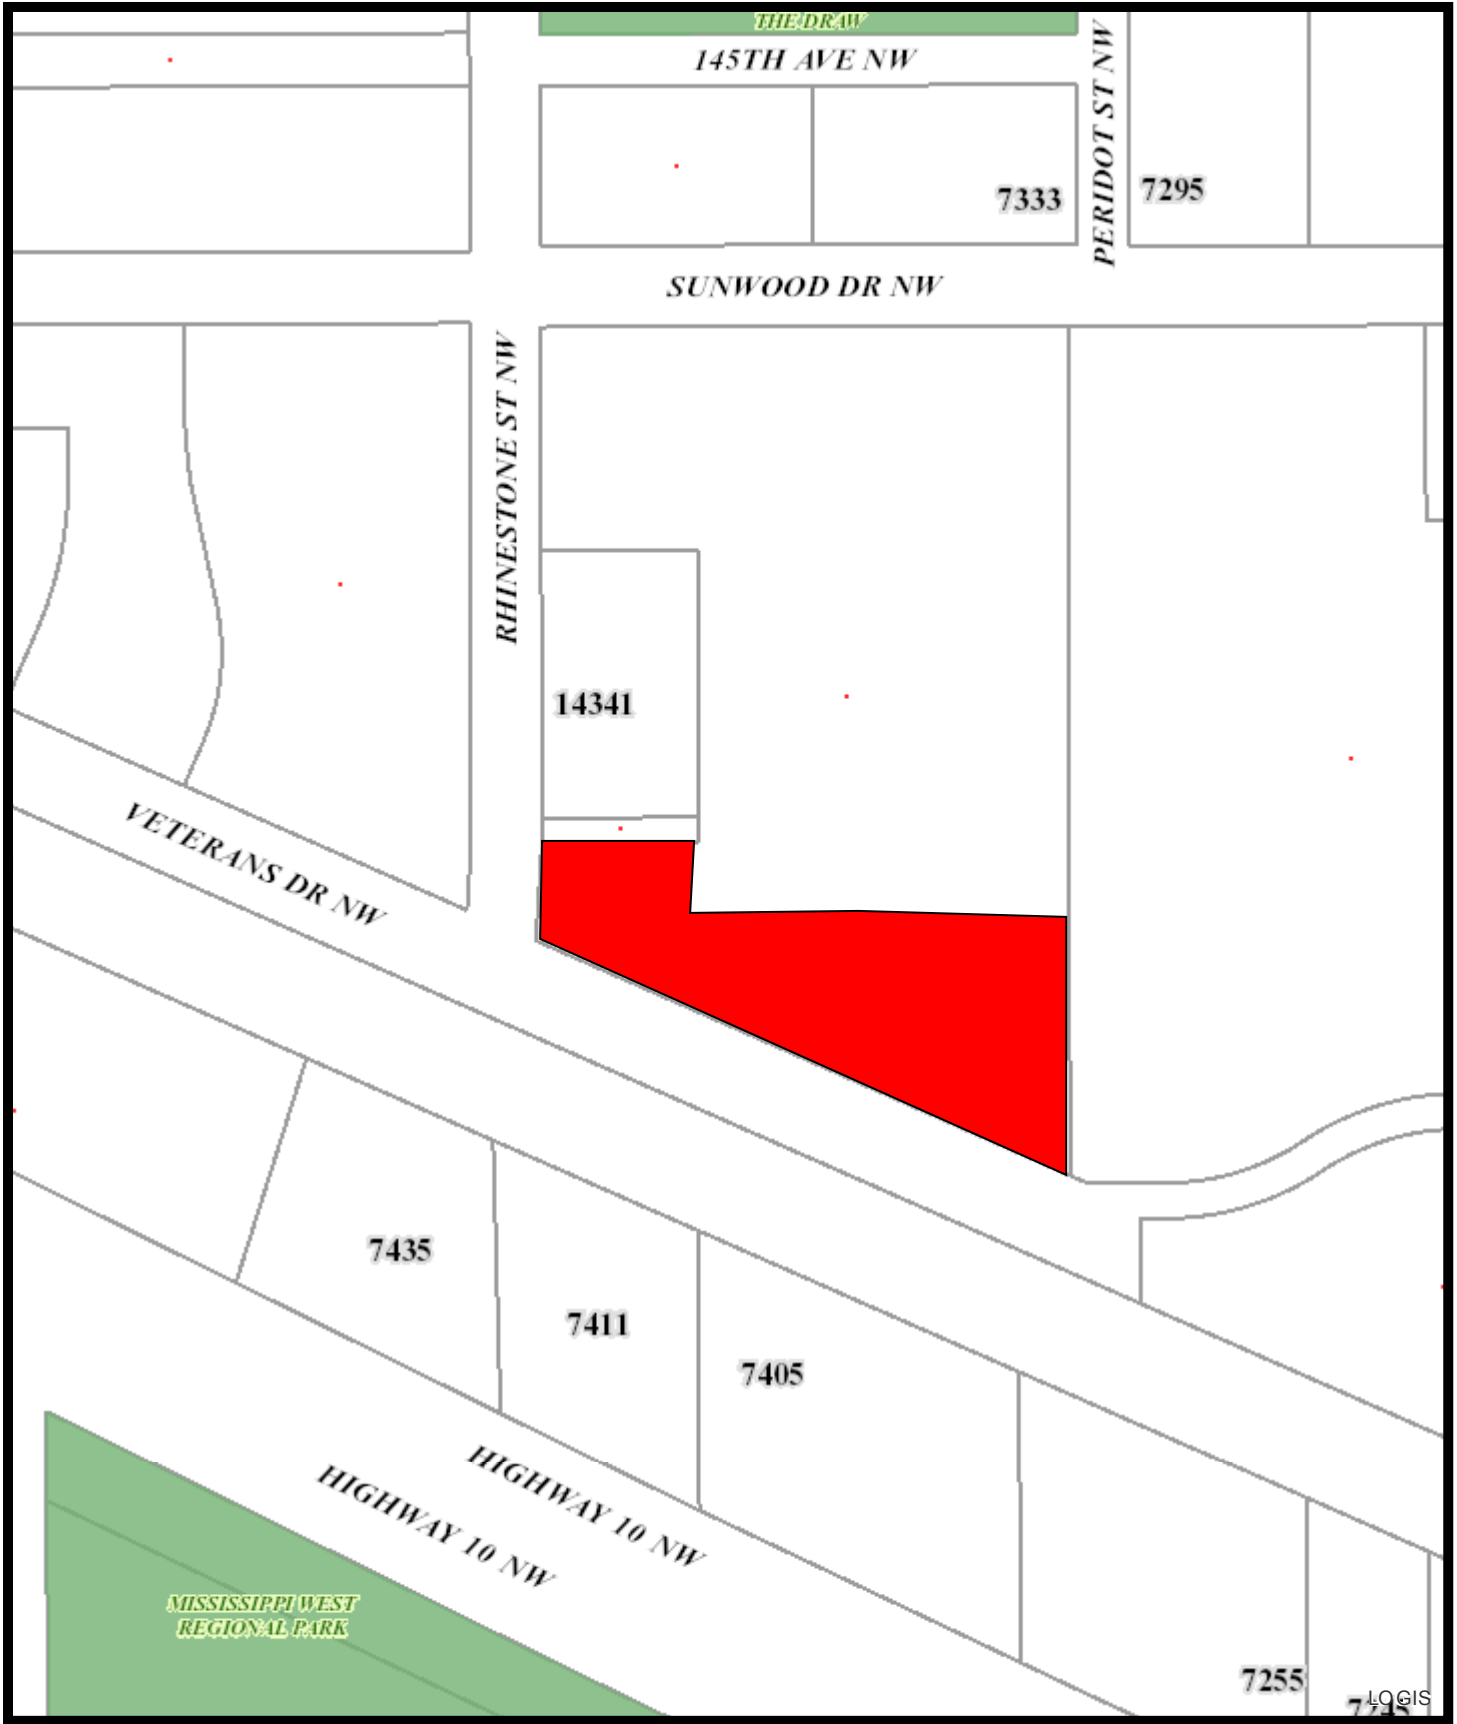 THE DRAW
145TH AVE NW
PERIDOT ST NW
7333
7295
SUNWOOD DR NW
RHINESTONE ST NW
14341
VETERANS DR NW
7435
7411
7405
HIGHWAY 10 NW
HIGHWAY 10 NW
MISSISSIPPI WEST
REGIONAL PARK
7255
7245
LOGIS